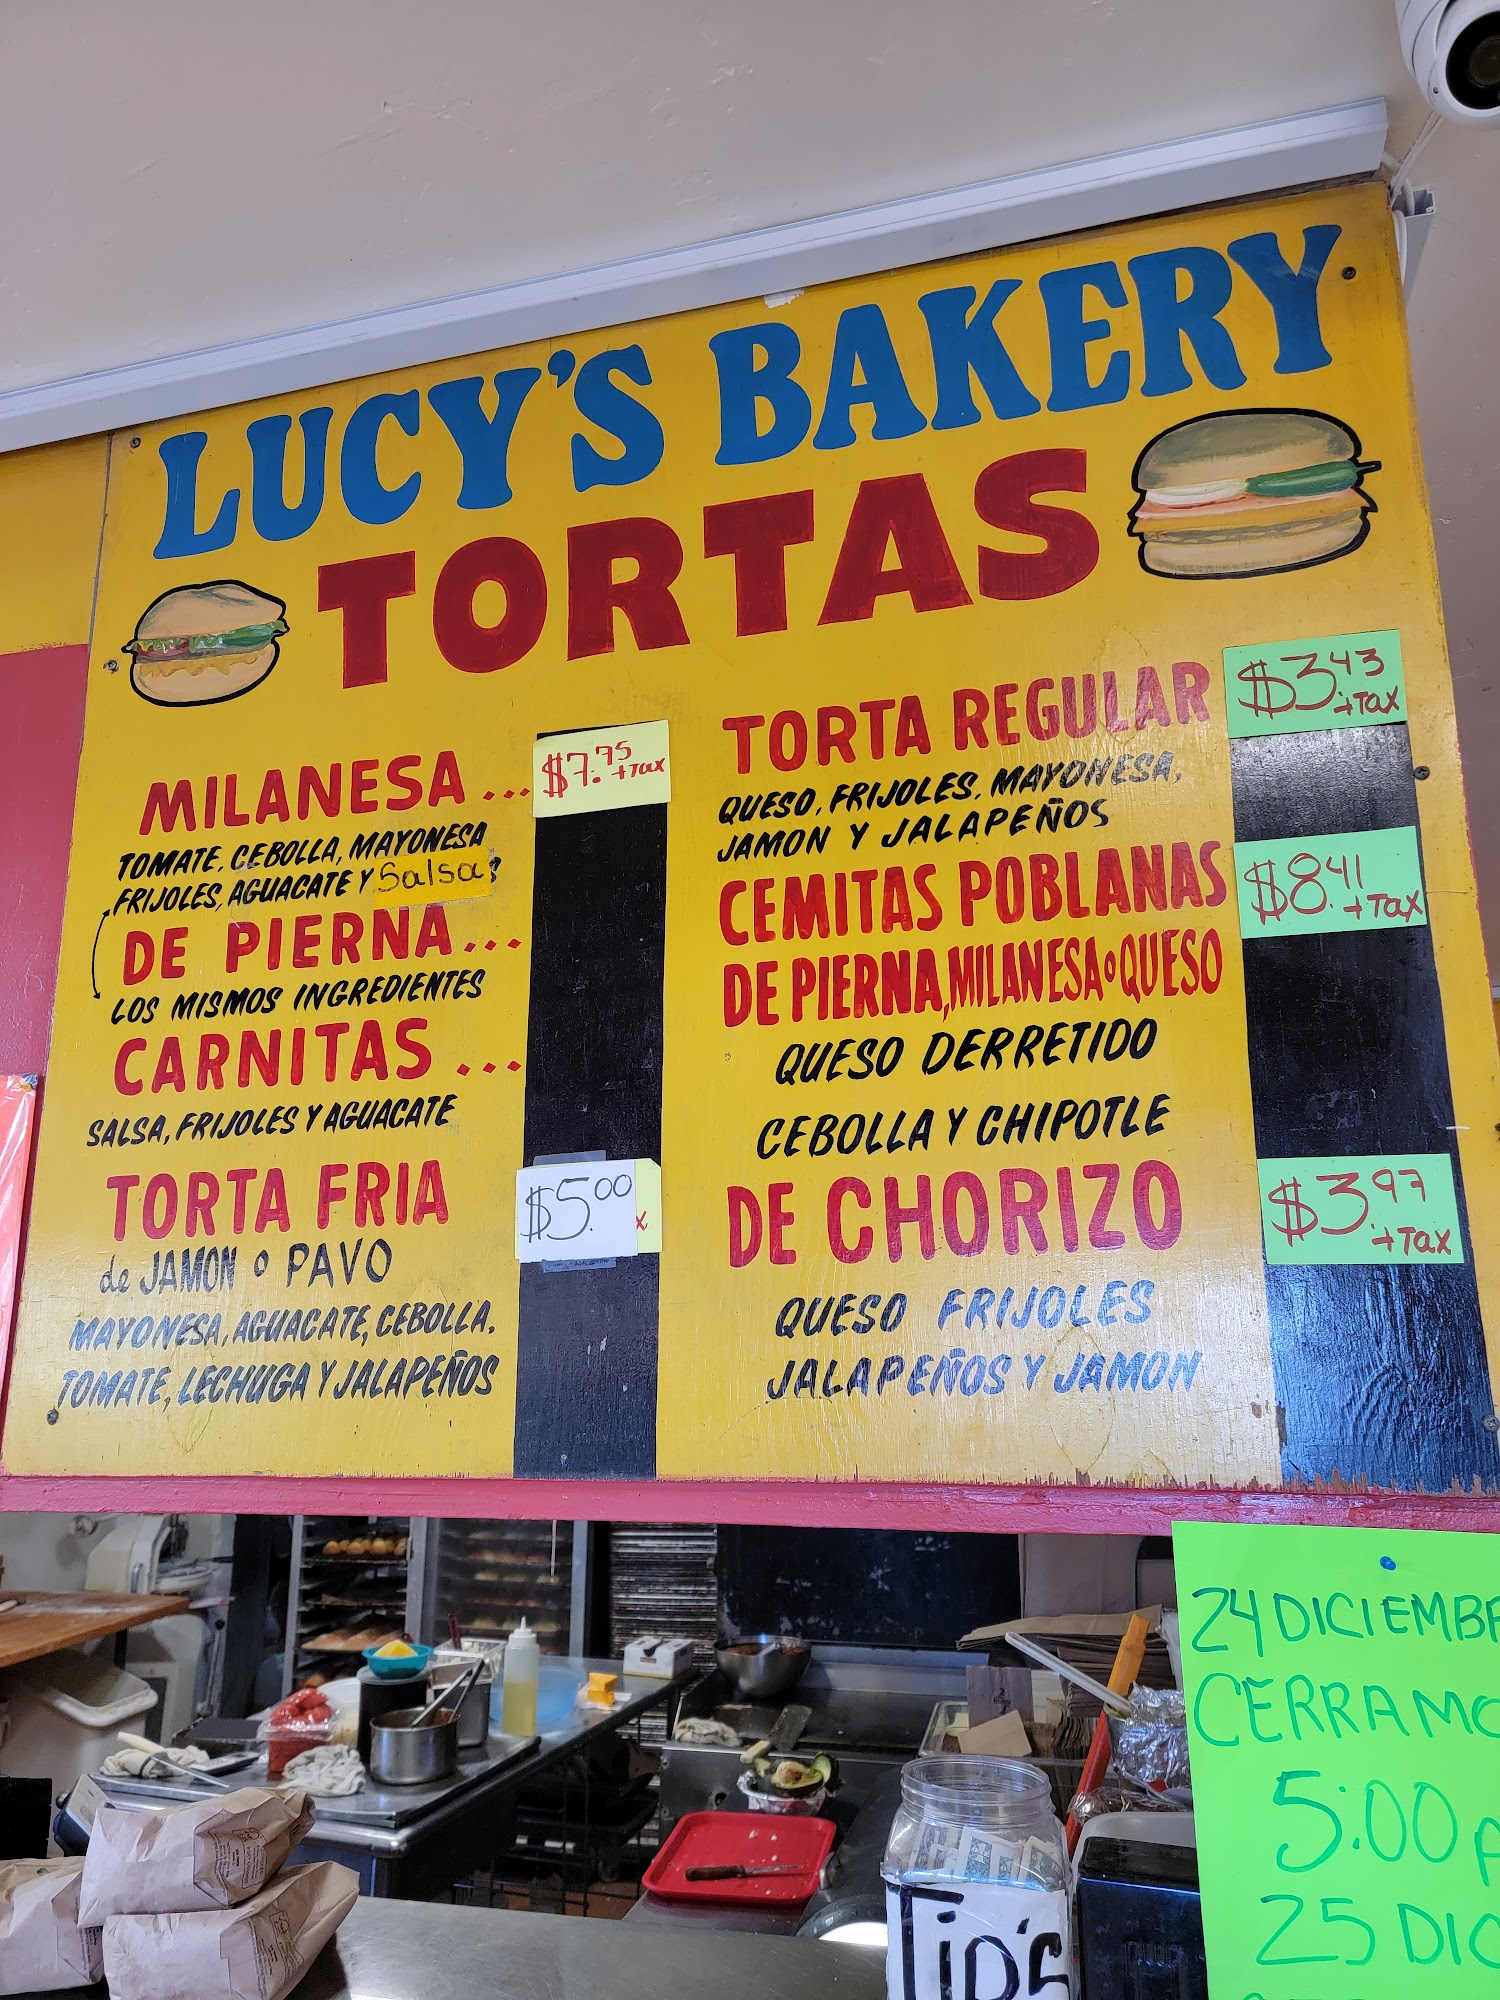 LUCY'S BAKERY
TORTAS
MILANESA ... $7.75 +Tax
TOMATE, CEBOLLA, MAYONESA
FRIJOLES, AGUACATE Y Salsa
DE PIERNA...
LOS MISMOS INGREDIENTES
CARNITAS ...
SALSA, FRIJOLES Y AGUACATE
TORTA FRIA $5.00 x
de JAMON o PAVO
MAYONESA, AGUACATE, CEBOLLA.
TOMATE, LECHUGA Y JALAPEÑOS
TORTA REGULAR $3.43 +Tax
QUESO, FRIJOLES, MAYONESA,
JAMON Y JALAPEÑOS
CEMITAS POBLANAS $8.41 +Tax
DE PIERNA, MILANESA o QUESO
QUESO DERRETIDO
CEBOLLA Y CHIPOTLE
DE CHORIZO $3.97 +Tax
QUESO FRIJOLES
JALAPEÑOS Y JAMON
24 DICIEMB
CERRAMO
5:00
25 DIC
Tip's